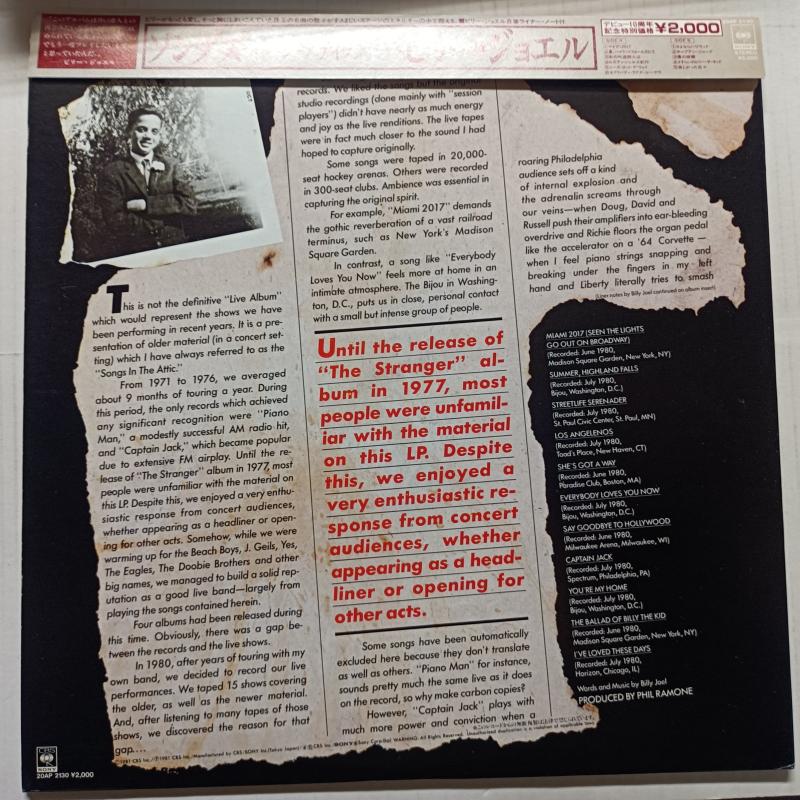 ジョエル
デビュー10周年
記念特別価格 ¥2,000
This is not the definitive "Live Album"
which would represent the shows we have
been performing in recent years. It is a pre-
sentation of older material (in a concert set-
ting) which I have always referred to as the
"Songs In The Attic."
From 1971 to 1976, we averaged
about 9 months of touring a year. During
this period, the only records which achieved
any significant recognition were "Piano
Man," a modestly successful AM radio hit,
and "Captain Jack," which became popular
due to extensive FM airplay. Until the re-
lease of "The Stranger" album in 1977, most
people were unfamiliar with the material on
this LP. Despite this, we enjoyed a very enthu-
siastic response from concert audiences,
whether appearing as a headliner or open-
ing for other acts. Somehow, while we were
warming up for the Beach Boys, J. Geils, Yes,
The Eagles, The Doobie Brothers and other
big names, we managed to build a solid rep-
utation as a good live band—largely from
playing the songs contained herein.
Four albums had been released during
this time. Obviously, there was a gap be-
tween the records and the live shows.
In 1980, after years of touring with my
own band, we decided to record our live
performances. We taped 15 shows covering
the older, as well as the newer material.
And, after listening to many tapes of those
shows, we discovered the reason for that
gap....
records. We liked the songs but the original
studio recordings (done mainly with "session
players") didn't have nearly as much energy
and joy as the live renditions. The live tapes
were in fact much closer to the sound I had
hoped to capture originally.
Some songs were taped in 20,000-
seat hockey arenas. Others were recorded
in 300-seat clubs. Ambience was essential in
capturing the original spirit.
For example, "Miami 2017" demands
the gothic reverberation of a vast railroad
terminus, such as New York's Madison
Square Garden.
In contrast, a song like "Everybody
Loves You Now" feels more at home in an
intimate atmosphere. The Bijou in Washing-
ton, D.C., puts us in close, personal contact
with a small but intense group of people.
Until the release of
"The Stranger" al-
bum in 1977, most
people were unfamil-
iar with the material
on this LP. Despite
this, we enjoyed a
very enthusiastic re-
sponse from concert
audiences, whether
appearing as a head-
liner or opening for
other acts.
Some songs have been automatically
excluded here because they don't translate
as well as others. "Piano Man" for instance,
sounds pretty much the same live as it does
on the record, so why make carbon copies?
However, "Captain Jack" plays with
much more power and conviction when a
roaring Philadelphia
audience sets off a kind
of internal explosion and
the adrenalin screams through
our veins—when Doug, David and
Russell push their amplifiers into ear-bleeding
overdrive and Richie floors the organ pedal
like the accelerator on a '64 Corvette —
when I feel piano strings snapping and
breaking under the fingers in my left
hand and Liberty literally tries to smash
(Liner notes by Billy Joel continued on album insert)
MIAMI 2017 (SEEN THE LIGHTS
GO OUT ON BROADWAY)
(Recorded: June 1980,
Madison Square Garden, New York, NY)
SUMMER, HIGHLAND FALLS
(Recorded: July 1980,
Bijou, Washington, D.C.)
STREETLIFE SERENADER
(Recorded: July 1980,
St. Paul Civic Center, St. Paul, MN)
LOS ANGELENOS
(Recorded: July 1980,
Toad's Place, New Haven, CT)
SHE'S GOT A WAY
(Recorded: June 1980,
Paradise Club, Boston, MA)
EVERYBODY LOVES YOU NOW
(Recorded: July 1980,
Bijou, Washington, D.C.)
SAY GOODBYE TO HOLLYWOOD
(Recorded: June 1980,
Milwaukee Arena, Milwaukee, WI)
CAPTAIN JACK
(Recorded: July 1980,
Spectrum, Philadelphia, PA)
YOU'RE MY HOME
(Recorded: July 1980,
Bijou, Washington, D.C.)
THE BALLAD OF BILLY THE KID
(Recorded: June 1980,
Madison Square Garden, New York, NY)
I'VE LOVED THESE DAYS
(Recorded: July 1980,
Horizon, Chicago, IL)
Words and Music by Billy Joel
PRODUCED BY PHIL RAMONE
CBS
SONY
20AP 2130 ¥2,000